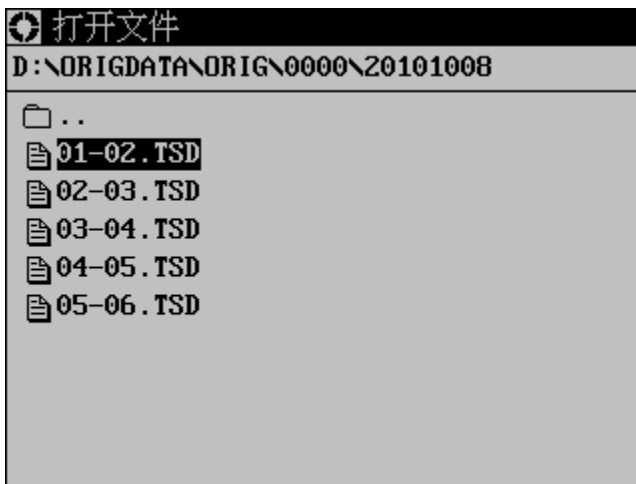 打开文件
D:\ORIGDATA\ORIG\0000\20101008
..
01-02.TSD
02-03.TSD
03-04.TSD
04-05.TSD
05-06.TSD